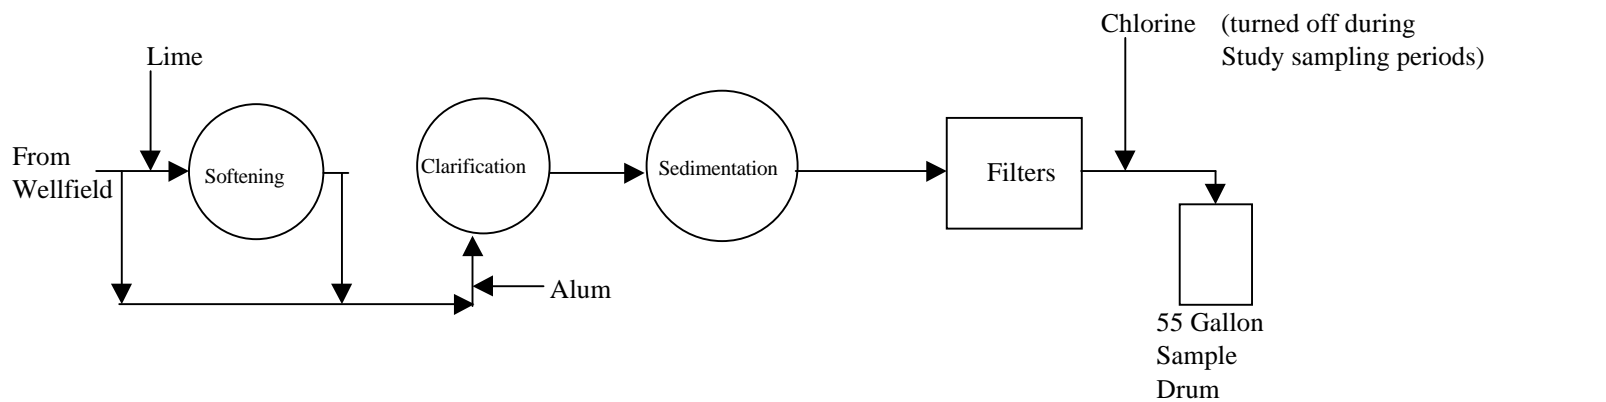 Chlorine (turned off during
Study sampling periods)
Lime
From
Wellfield
Softening
Clarification
Sedimentation
Filters
Alum
55 Gallon
Sample
Drum